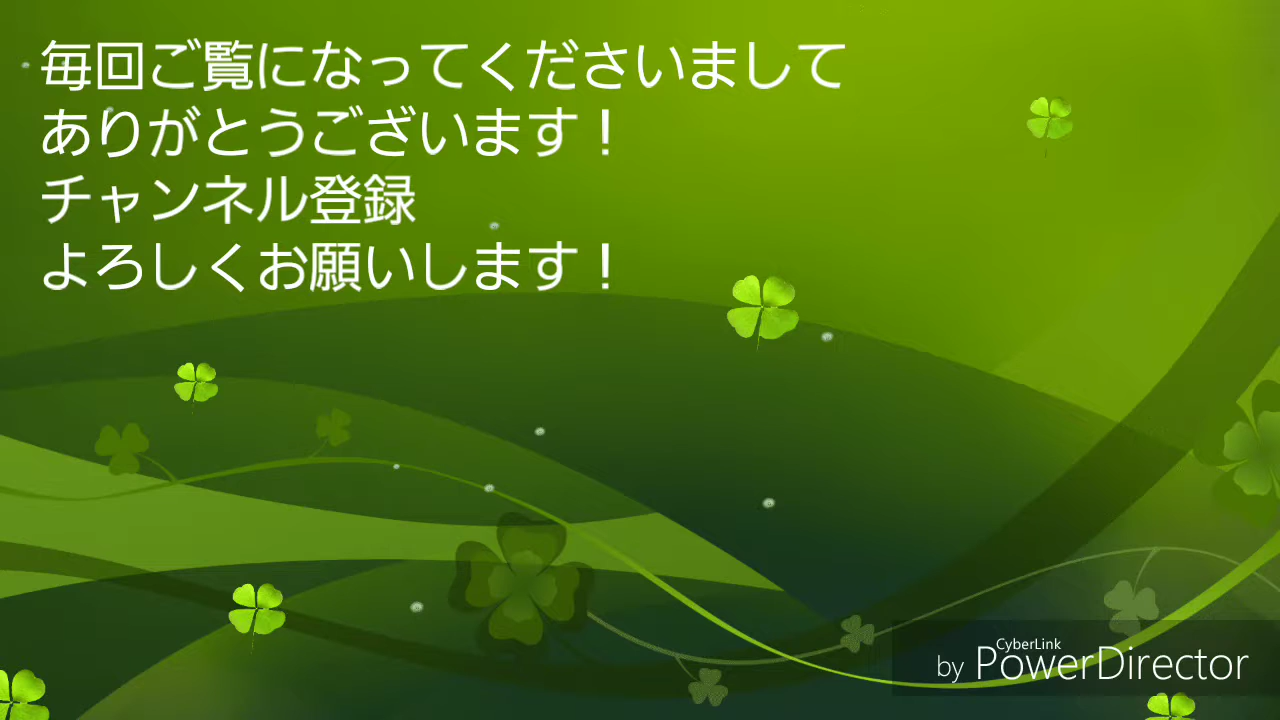 毎回ご覧になってくださいまして
ありがとうございます！
チャンネル登録
よろしくお願いします！
CyberLink
by PowerDirector